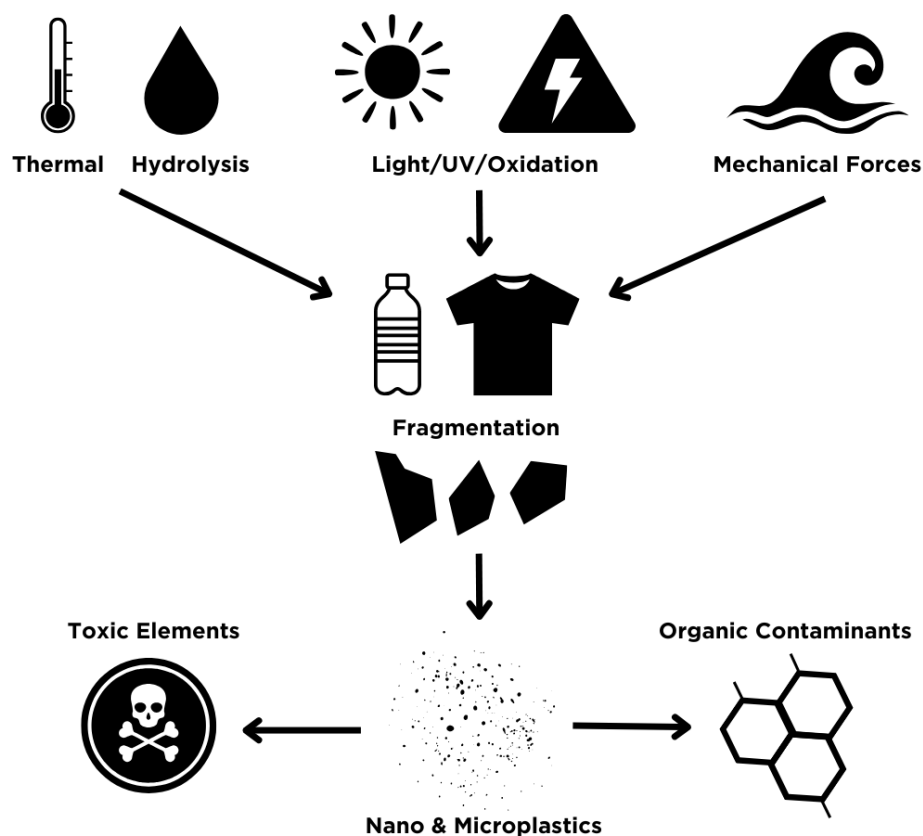 Thermal
Hydrolysis
Light/UV/Oxidation
Mechanical Forces
Fragmentation
Toxic Elements
Organic Contaminants
Nano & Microplastics